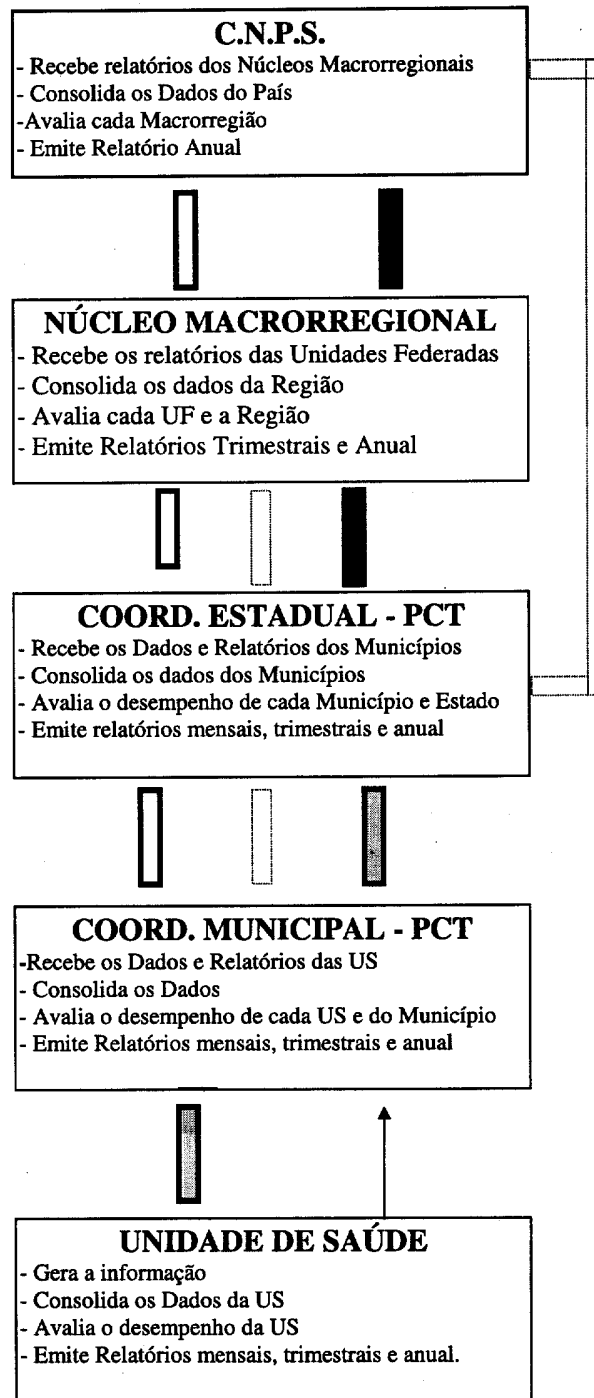 C.N.P.S.
- Recebe relatórios dos Núcleos Macrorregionais
- Consolida os Dados do País
-Avalia cada Macrorregião
- Emite Relatório Anual
NÚCLEO MACRORREGIONAL
- Recebe os relatórios das Unidades Federadas
- Consolida os dados da Região
- Avalia cada UF e a Região
- Emite Relatórios Trimestrais e Anual
COORD. ESTADUAL - PCT
- Recebe os Dados e Relatórios dos Municípios
- Consolida os dados dos Municípios
- Avalia o desempenho de cada Município e Estado
- Emite relatórios mensais, trimestrais e anual
COORD. MUNICIPAL - PCT
-Recebe os Dados e Relatórios das US
- Consolida os Dados
- Avalia o desempenho de cada US e do Município
- Emite Relatórios mensais, trimestrais e anual
UNIDADE DE SAÚDE
- Gera a informação
- Consolida os Dados da US
- Avalia o desempenho da US
- Emite Relatórios mensais, trimestrais e anual.